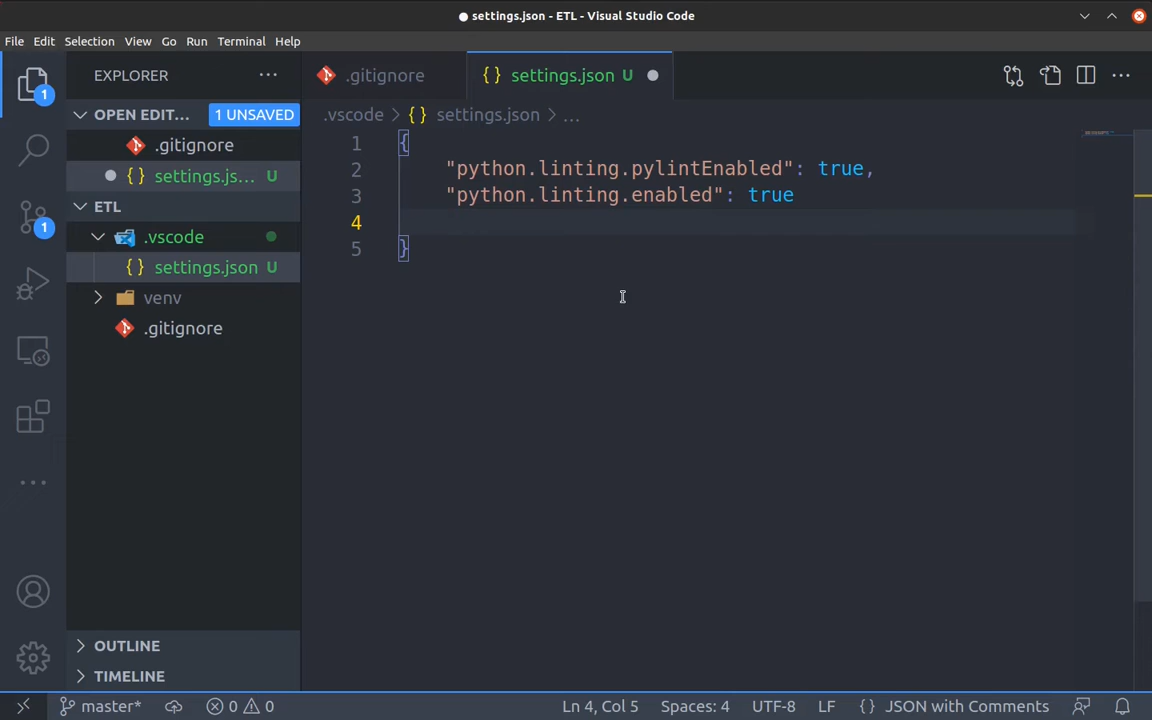 settings.json - ETL - Visual Studio Code
File Edit Selection View Go Run Terminal Help
1
1
EXPLORER
OPEN EDIT... 1 UNSAVED
.gitignore
settings.js... U
ETL
.vscode
settings.json U
venv
.gitignore
OUTLINE
TIMELINE
.gitignore
settings.json U
.vscode > {} settings.json > ...
1 {
2 "python.linting.pylintEnabled": true,
3 "python.linting.enabled": true
4
5 }
master* 0 0 Ln 4, Col 5 Spaces: 4 UTF-8 LF {} JSON with Comments